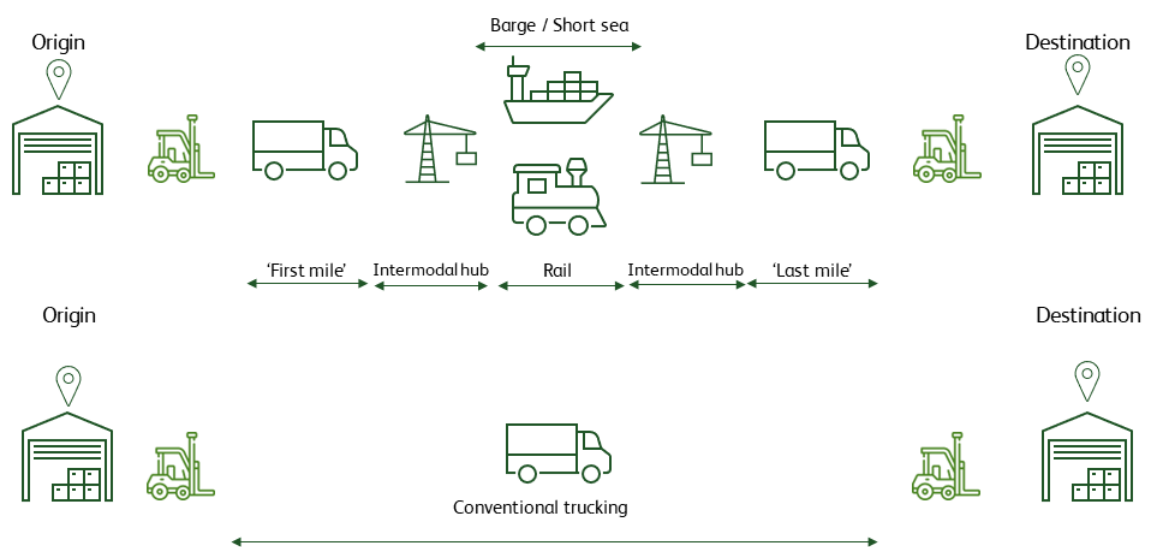 Barge / Short sea
Origin
Destination
‘First mile’
Intermodal hub
Rail
Intermodal hub
‘Last mile’
Origin
Destination
Conventional trucking